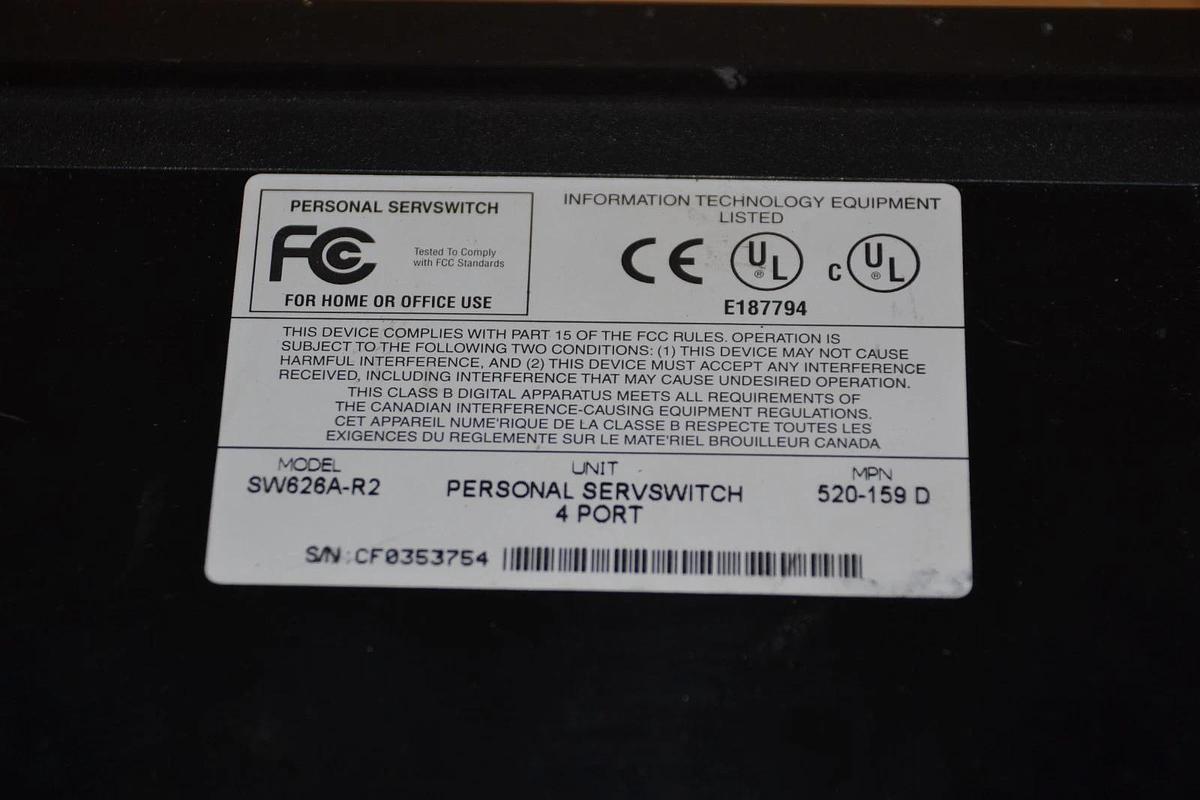 PERSONAL SERVSWITCH
FC
Tested To Comply
with FCC Standards
FOR HOME OR OFFICE USE
INFORMATION TECHNOLOGY EQUIPMENT
LISTED
CE UL ® c UL ®
E187794
THIS DEVICE COMPLIES WITH PART 15 OF THE FCC RULES. OPERATION IS
SUBJECT TO THE FOLLOWING TWO CONDITIONS: (1) THIS DEVICE MAY NOT CAUSE
HARMFUL INTERFERENCE, AND (2) THIS DEVICE MUST ACCEPT ANY INTERFERENCE
RECEIVED, INCLUDING INTERFERENCE THAT MAY CAUSE UNDESIRED OPERATION.
THIS CLASS B DIGITAL APPARATUS MEETS ALL REQUIREMENTS OF
THE CANADIAN INTERFERENCE-CAUSING EQUIPMENT REGULATIONS.
CET APPAREIL NUME'RIQUE DE LA CLASSE B RESPECTE TOUTES LES
EXIGENCES DU REGLEMENTE SUR LE MATE'RIEL BROUILLEUR CANADA
MODEL UNIT MPN
SW626A-R2 PERSONAL SERVSWITCH 520-159 D
4 PORT
S/N:CF0353754